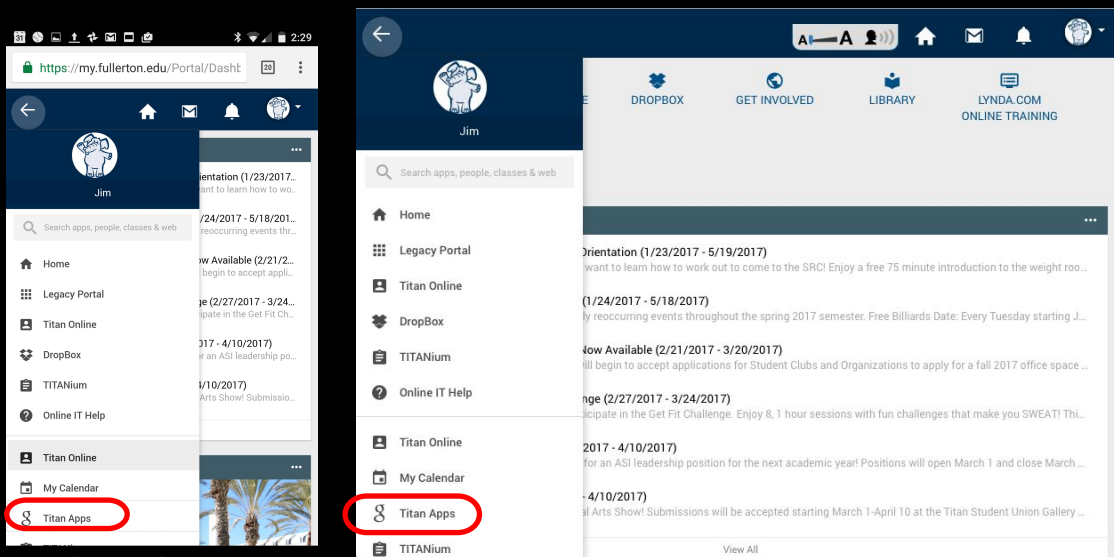 31
2:29
https://my.fullerton.edu/Portal/Dasht
20
Jim
Search apps, people, classes & web
Home
Legacy Portal
Titan Online
DropBox
TITANium
Online IT Help
Titan Online
My Calendar
Titan Apps
ientation (1/23/2017...
ant to learn how to wo...
/24/2017 - 5/18/201...
reoccurring events thr...
ow Available (2/21/2...
begin to accept appli...
ge (2/27/2017 - 3/24...
ipate in the Get Fit Ch...
017 - 4/10/2017)
r an ASI leadership po...
4/10/2017)
Arts Show! Submissio...
A A
Jim
Search apps, people, classes & web
Home
Legacy Portal
Titan Online
DropBox
TITANium
Online IT Help
Titan Online
My Calendar
Titan Apps
TITANium
E
DROPBOX
GET INVOLVED
LIBRARY
LYNDA.COM
ONLINE TRAINING
Orientation (1/23/2017 - 5/19/2017)
want to learn how to work out to come to the SRC! Enjoy a free 75 minute introduction to the weight roo...
(1/24/2017 - 5/18/2017)
ly reoccurring events throughout the spring 2017 semester. Free Billiards Date: Every Tuesday starting J...
Now Available (2/21/2017 - 3/20/2017)
ill begin to accept applications for Student Clubs and Organizations to apply for a fall 2017 office space ...
nge (2/27/2017 - 3/24/2017)
icipate in the Get Fit Challenge. Enjoy 8, 1 hour sessions with fun challenges that make you SWEAT! Thi...
2017 - 4/10/2017)
for an ASI leadership position for the next academic year! Positions will open March 1 and close March ...
- 4/10/2017)
al Arts Show! Submissions will be accepted starting March 1-April 10 at the Titan Student Union Gallery ...
View All